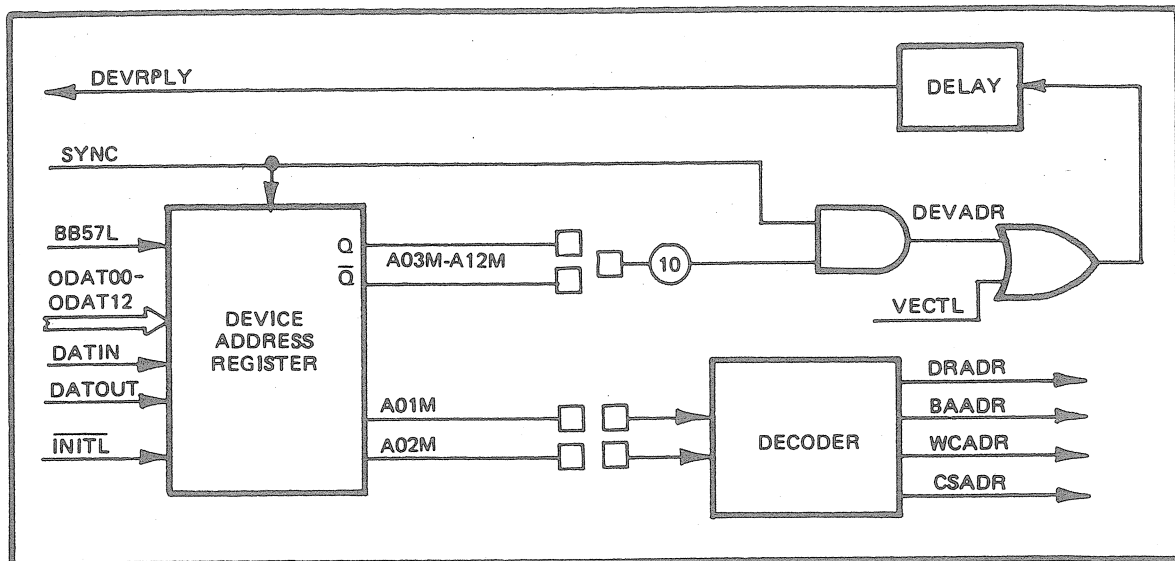 DEVRPLY
DELAY
SYNC
DEVADR
BB57L
Q
A03M-A12M
Q̅
10
ODAT00-
ODAT12
VECTL
DEVICE
ADDRESS
REGISTER
DATIN
DATOUT
I̅N̅I̅T̅L̅
A01M
A02M
DECODER
DRADR
BAADR
WCADR
CSADR